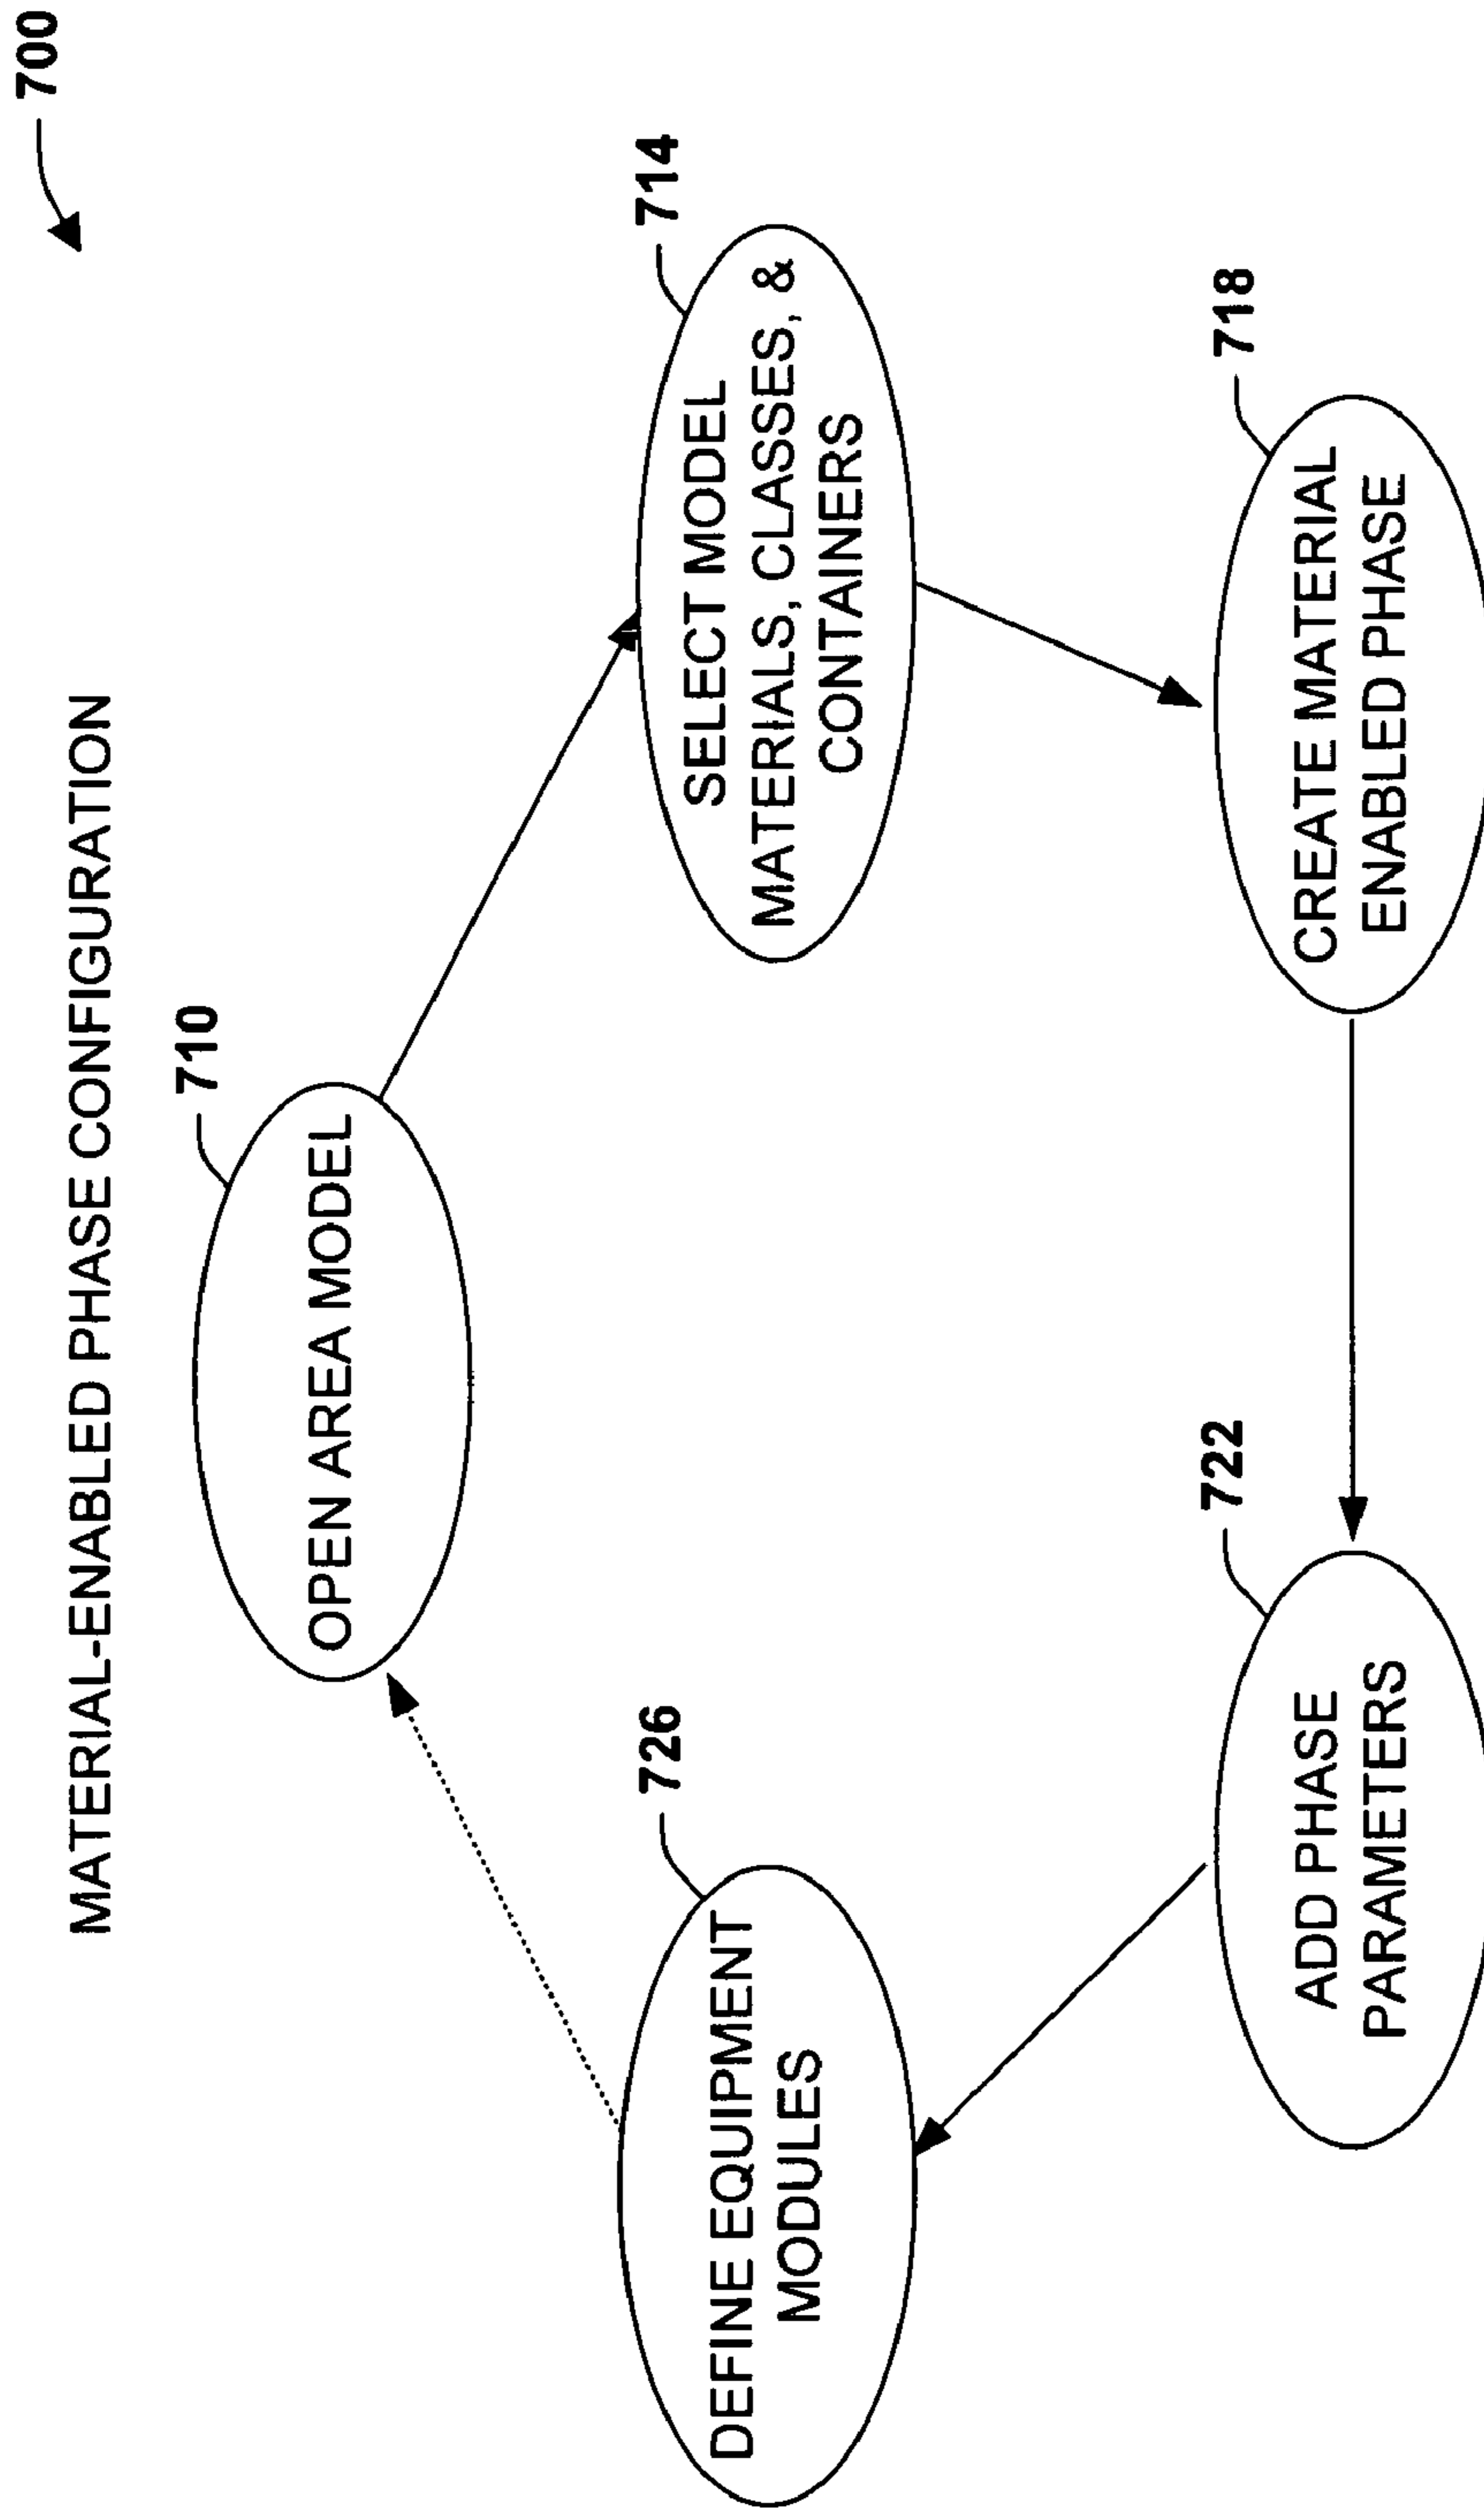 MATERIAL-ENABLED PHASE CONFIGURATION
700
710
OPEN AREA MODEL
714
SELECT MODEL
MATERIALS, CLASSES, &
CONTAINERS
718
CREATE MATERIAL
ENABLED PHASE
722
ADD PHASE
PARAMETERS
726
DEFINE EQUIPMENT
MODULES